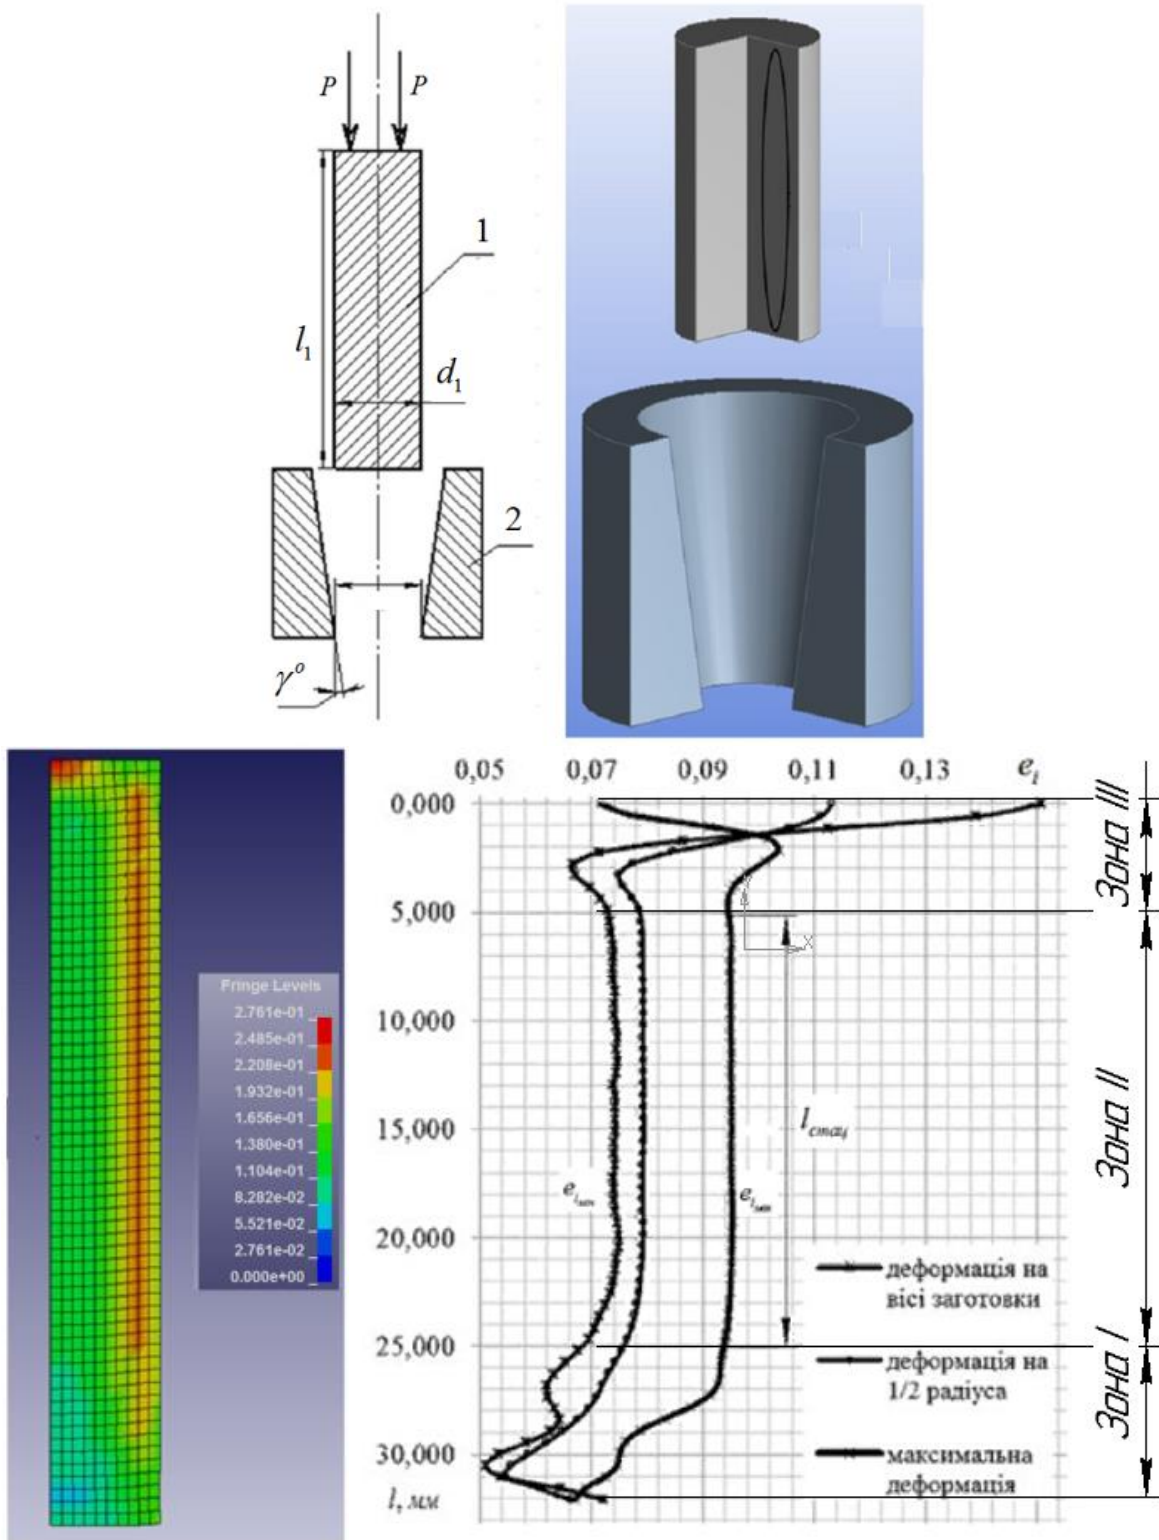 P P
1
l₁
d₁
2
γ°
Fringe Levels
2.761e-01
2.485e-01
2.208e-01
1.932e-01
1.656e-01
1.380e-01
1.104e-01
8.282e-02
5.521e-02
2.761e-02
0.000e+00
0,05 0,07 0,09 0,11 0,13 eᵢ
0,000
5,000
10,000
15,000
20,000
25,000
30,000
l, мм
X
lстац
деформація на
вісі заготовки
деформація на
1/2 радіуса
максимальна
деформація
Зона III
Зона II
Зона I